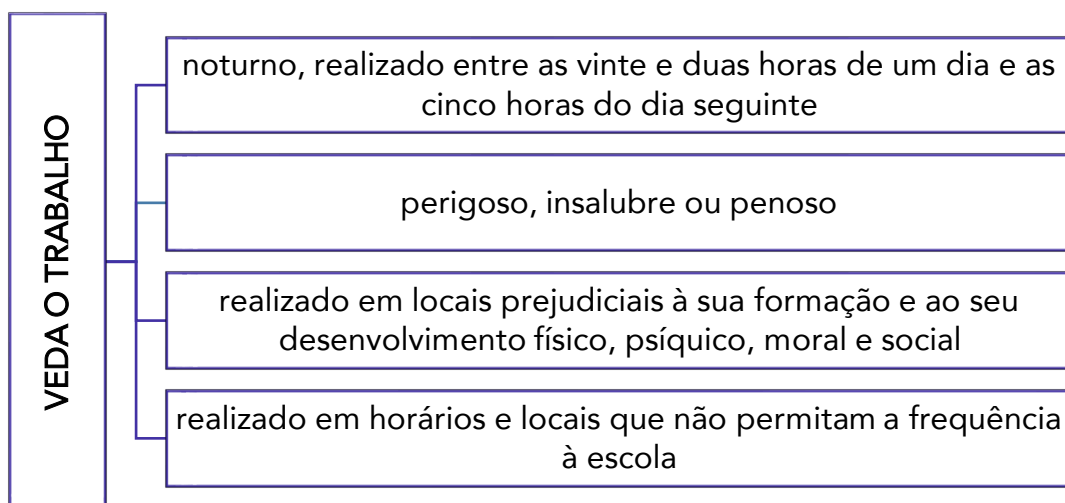 VEDA O TRABALHO
noturno, realizado entre as vinte e duas horas de um dia e as
cinco horas do dia seguinte
perigoso, insalubre ou penoso
realizado em locais prejudiciais à sua formação e ao seu
desenvolvimento físico, psíquico, moral e social
realizado em horários e locais que não permitam a frequência
à escola